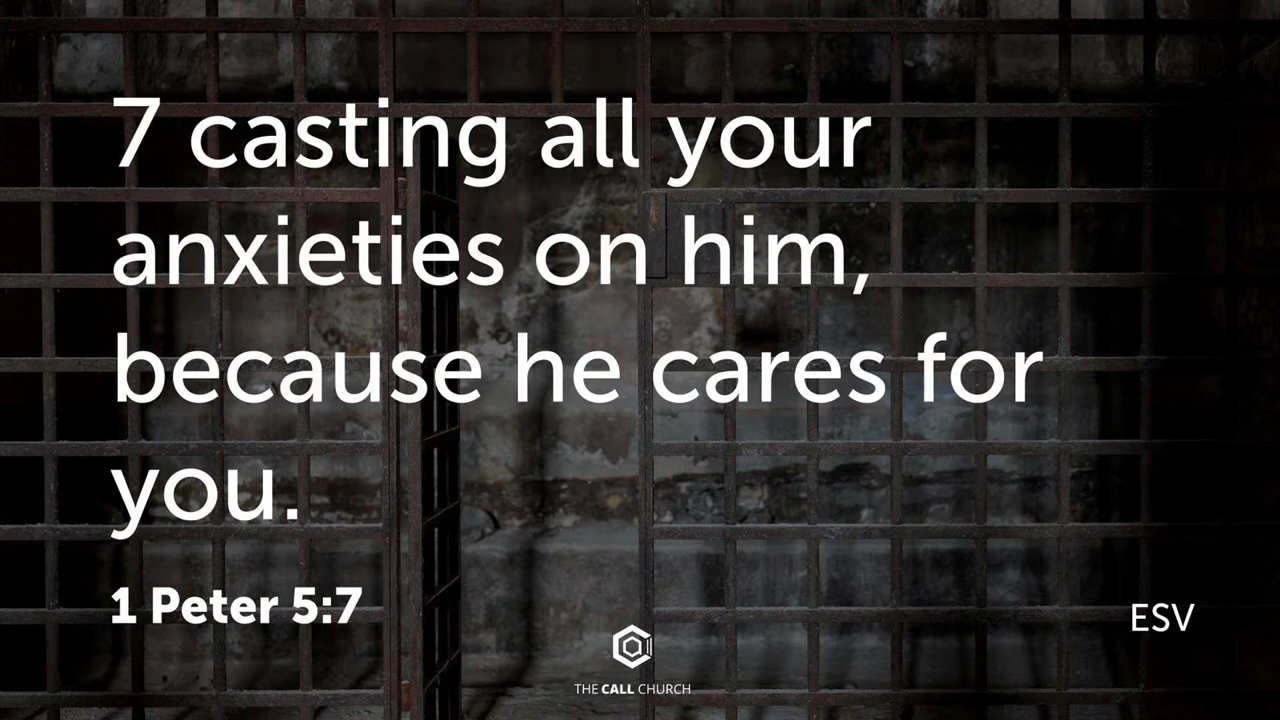 7 casting all your
anxieties on him,
because he cares for
you.
1 Peter 5:7
ESV
THE CALL CHURCH